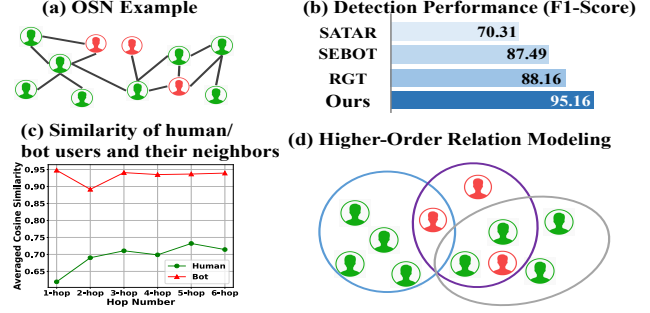 (a) OSN Example
(b) Detection Performance (F1-Score)
SATAR 70.31
SEBOT 87.49
RGT 88.16
Ours 95.16
(c) Similarity of human/
bot users and their neighbors
Averaged Cosine Similarity
0.95
0.90
0.85
0.80
0.75
0.70
0.65
Human
Bot
1-hop 2-hop 3-hop 4-hop 5-hop 6-hop
Hop Number
(d) Higher-Order Relation Modeling